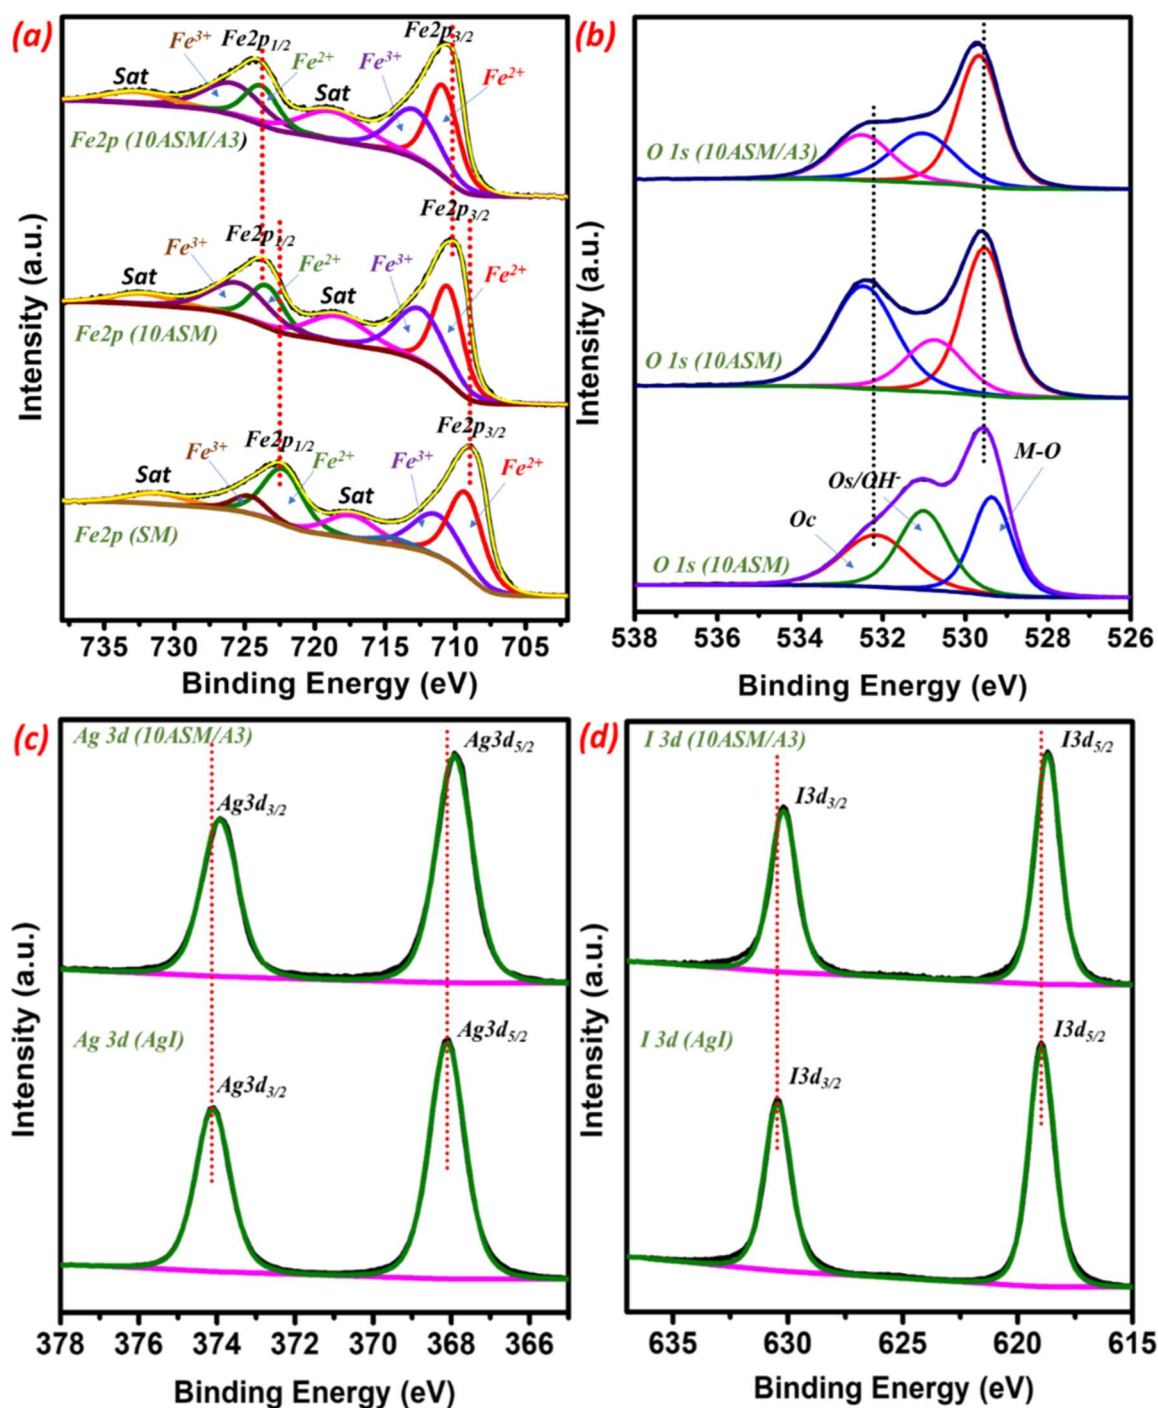 (a)
Fe3+ Fe2p1/2 Fe2+ Fe3+ Fe2p3/2 Fe2+
Sat Sat
Fe2p (10ASM/A3)
Fe3+ Fe2p1/2 Fe2+ Fe3+ Fe2p3/2 Fe2+
Sat Sat
Fe2p (10ASM)
Fe3+ Fe2p1/2 Fe2+ Fe3+ Fe2p3/2 Fe2+
Sat Sat
Fe2p (SM)
Intensity (a.u.)
735 730 725 720 715 710 705
Binding Energy (eV)
(b)
O 1s (10ASM/A3)
O 1s (10ASM)
Oc Os/OH- M-O
O 1s (10ASM)
Intensity (a.u.)
538 536 534 532 530 528 526
Binding Energy (eV)
(c)
Ag 3d (10ASM/A3)
Ag3d3/2 Ag3d5/2
Ag 3d (AgI)
Ag3d3/2 Ag3d5/2
Intensity (a.u.)
378 376 374 372 370 368 366
Binding Energy (eV)
(d)
I 3d (10ASM/A3)
I3d3/2 I3d5/2
I 3d (AgI)
I3d3/2 I3d5/2
Intensity (a.u.)
635 630 625 620 615
Binding Energy (eV)